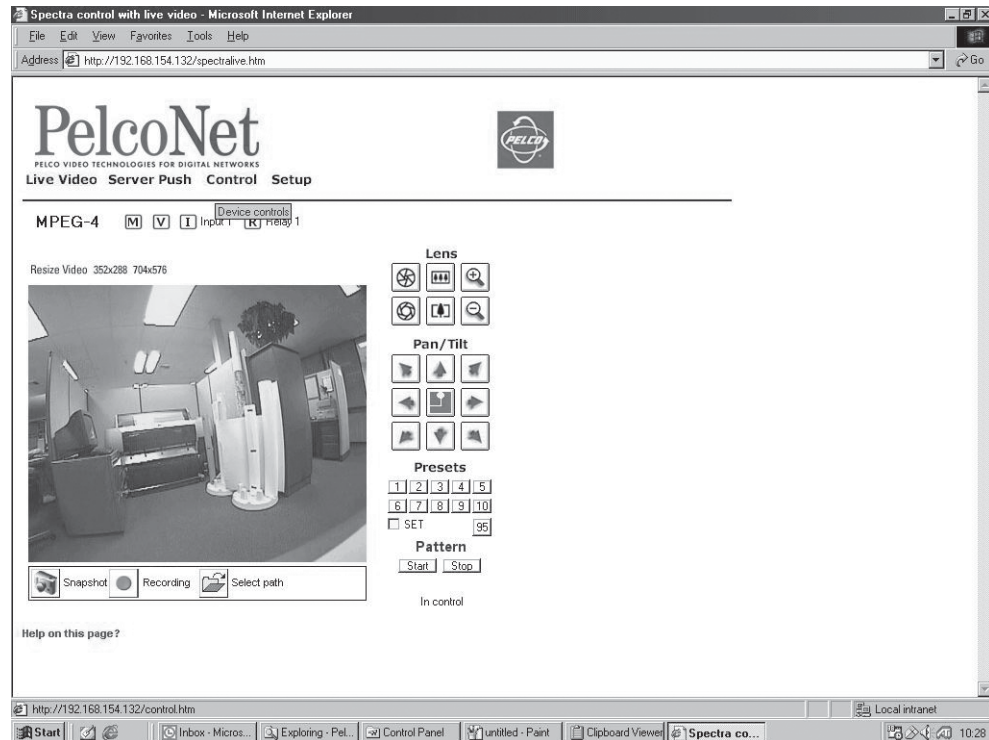 Spectra control with live video - Microsoft Internet Explorer
File Edit View Favorites Tools Help
Address http://192.168.154.132/spectralive.htm Go
PelcoNet
PELCO VIDEO TECHNOLOGIES FOR DIGITAL NETWORKS
PELCO
Live Video Server Push Control Setup
Device controls
MPEG-4 M V I Input 1 R Relay 1
Resize Video 352x288 704x576
Lens
Pan/Tilt
Presets
1 2 3 4 5
6 7 8 9 10
SET 95
Pattern
Start Stop
Snapshot Recording Select path
In control
Help on this page?
http://192.168.154.132/control.htm Local intranet
Start Inbox - Micros... Exploring - Pel... Control Panel untitled - Paint Clipboard Viewer Spectra co... 10:28